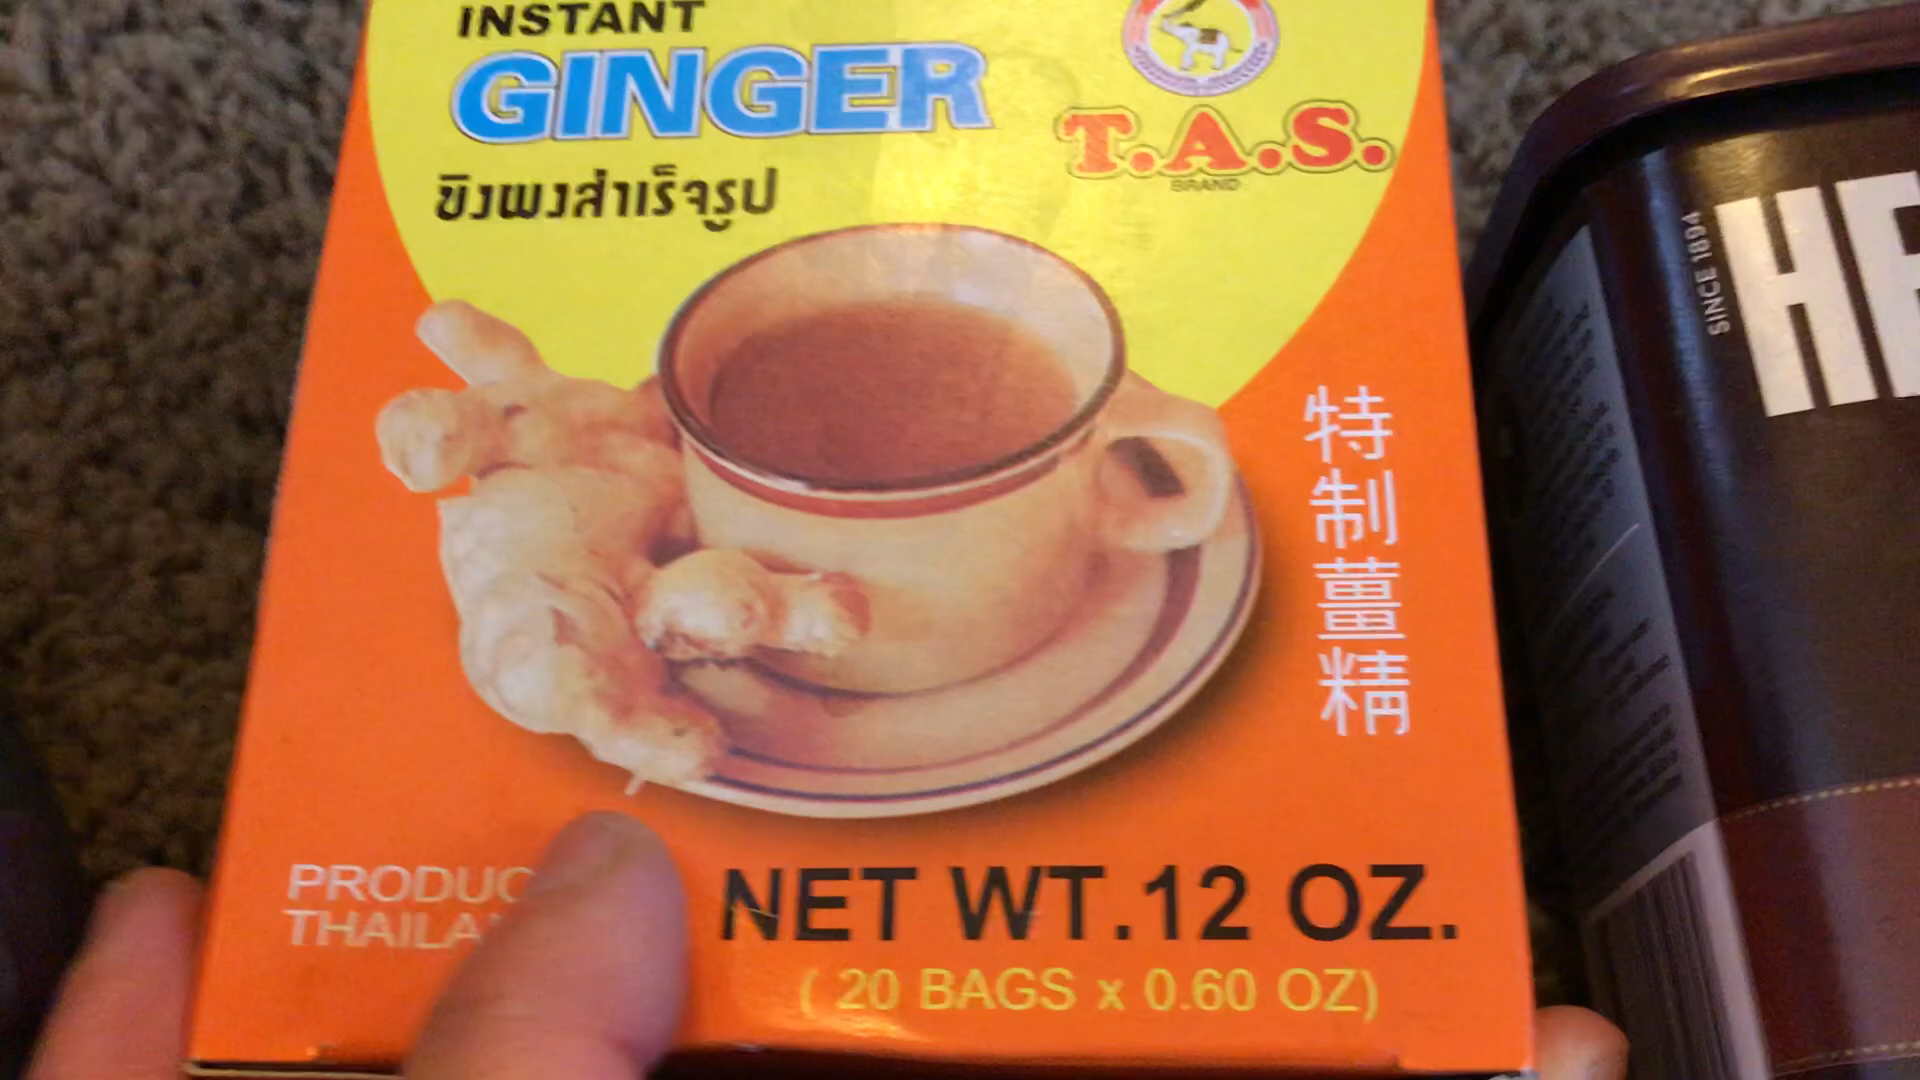 INSTANT
GINGER
ขิงผงสำเร็จรูป
T.A.S.
BRAND
特
制
薑
精
PRODUC
THAILA
NET WT.12 OZ.
( 20 BAGS x 0.60 OZ)
SINCE 1894
HE